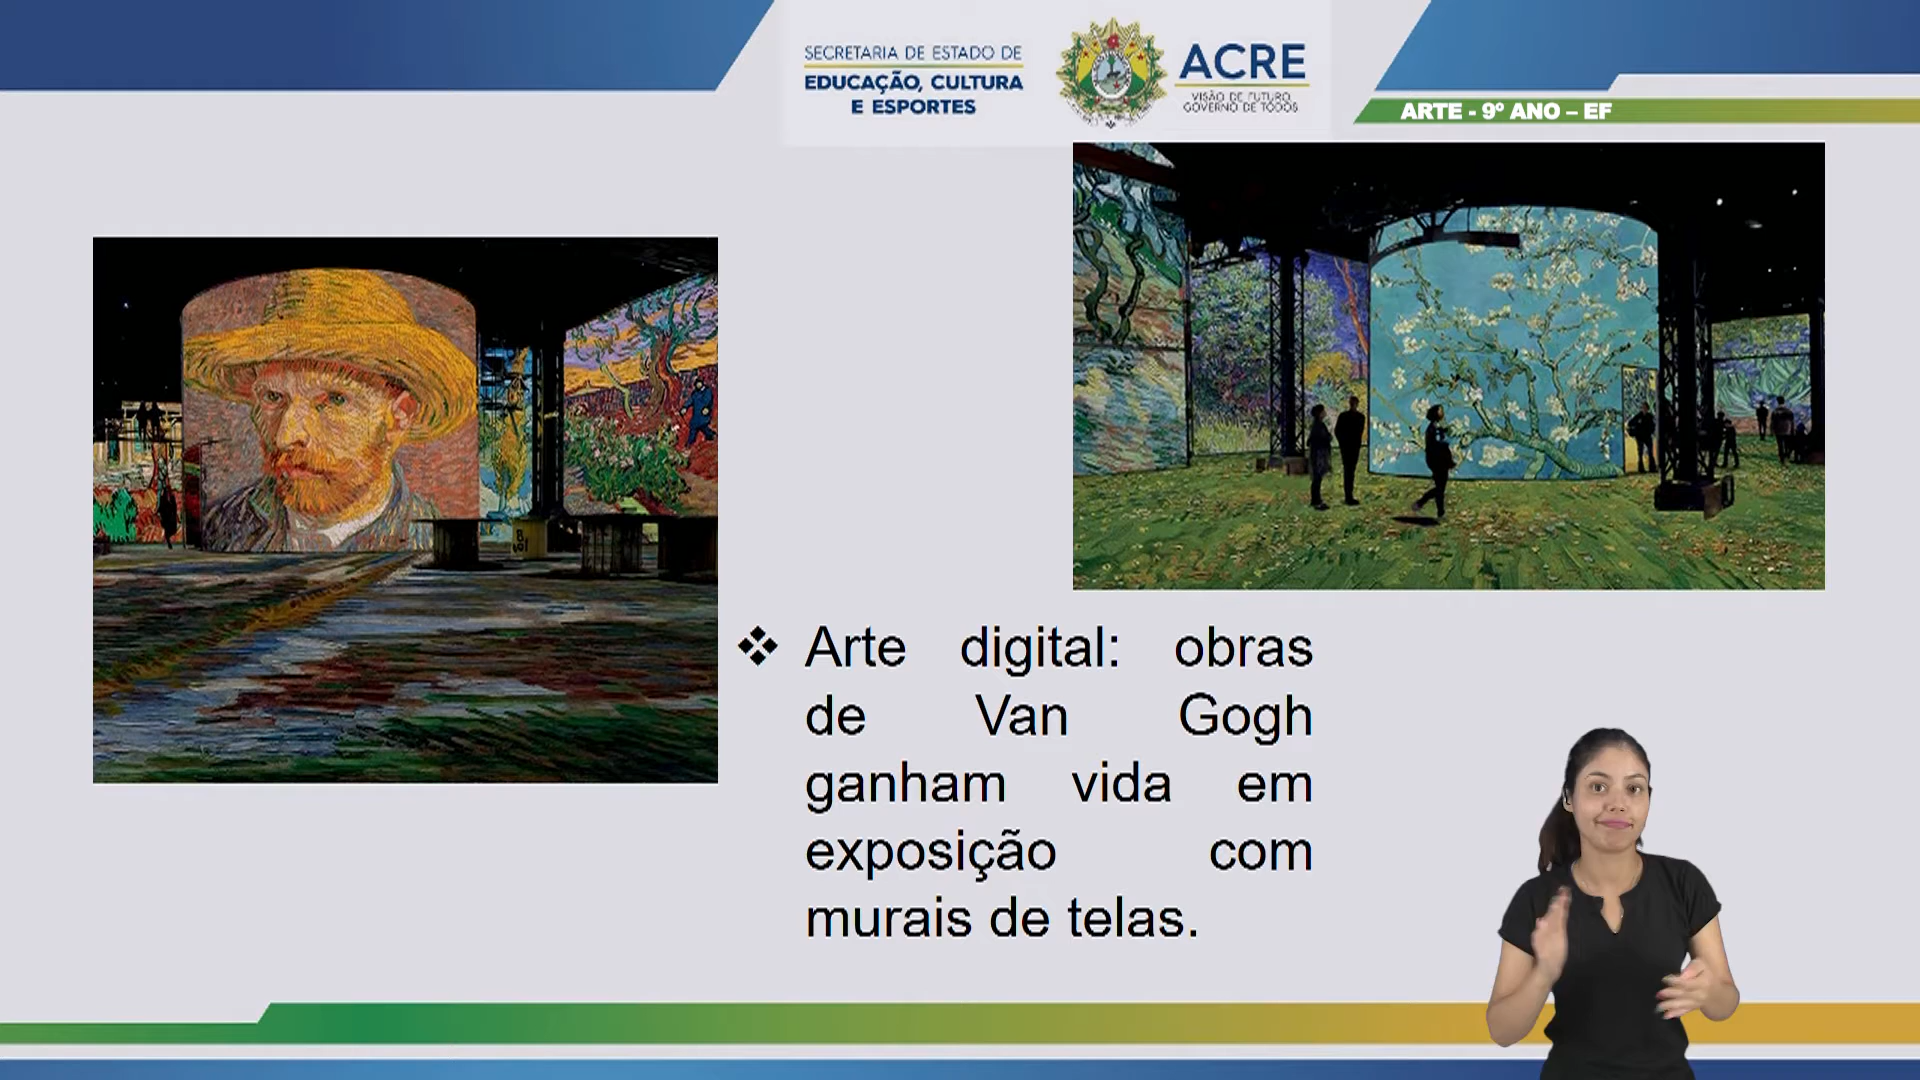 SECRETARIA DE ESTADO DE
EDUCAÇÃO, CULTURA
E ESPORTES
ACRE
VISÃO DE FUTURO,
GOVERNO DE TODOS
ARTE - 9º ANO – EF
Arte digital: obras
de Van Gogh
ganham vida em
exposição com
murais de telas.